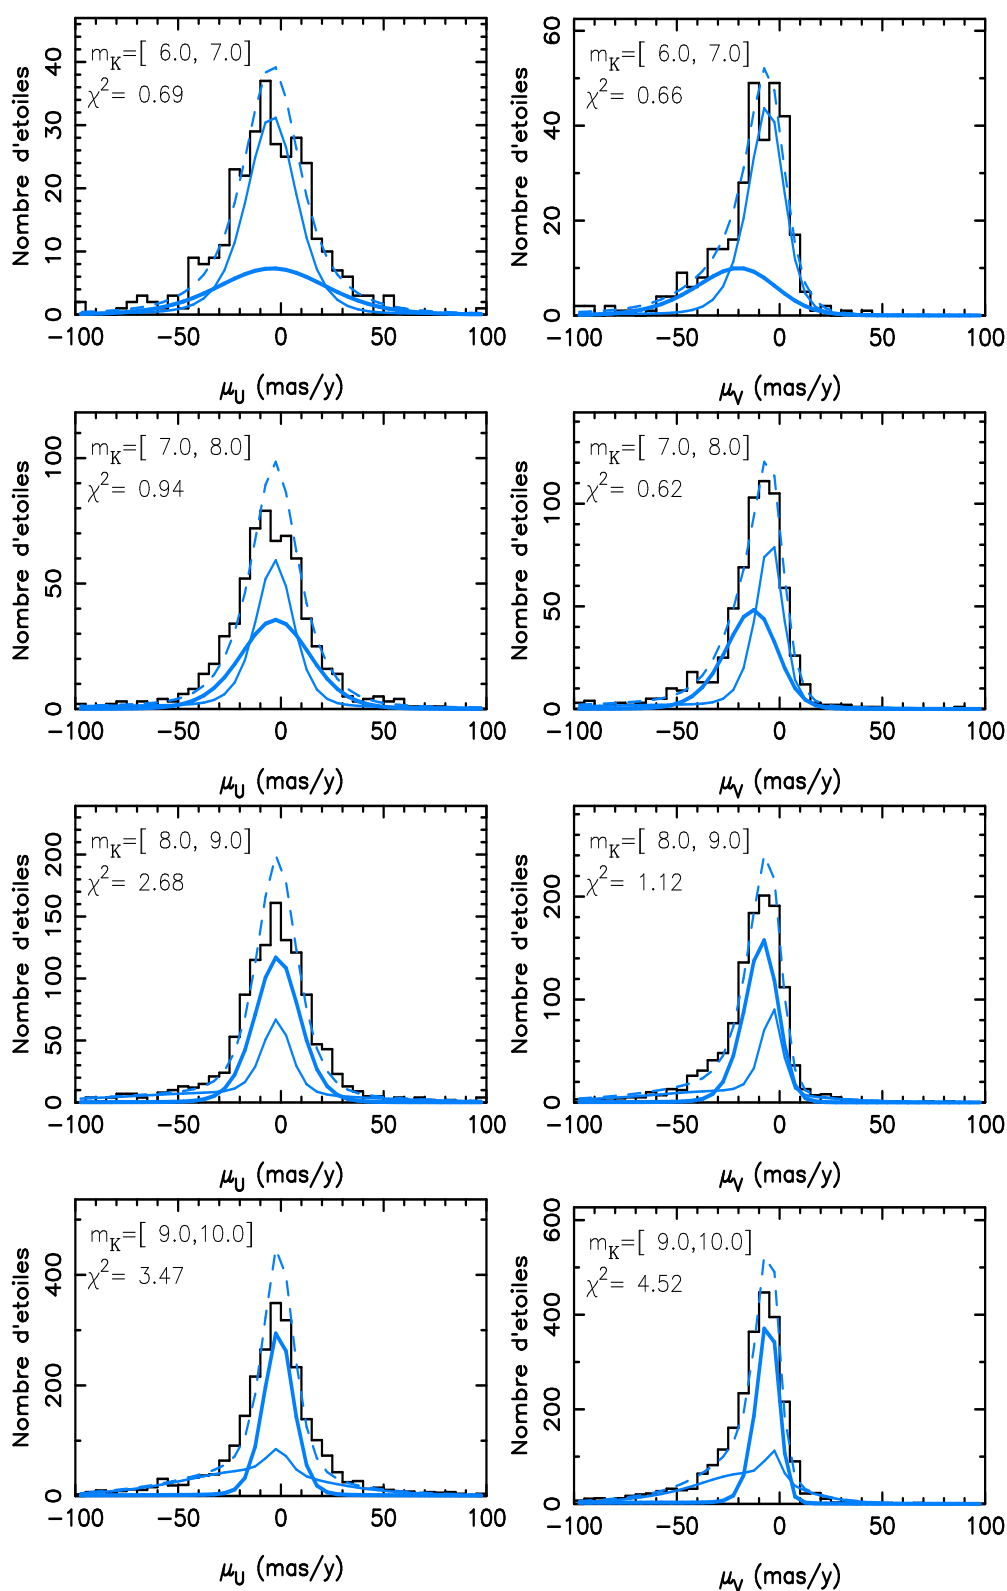 m_K=[ 6.0, 7.0]
χ²= 0.69
Nombre d'etoiles
0 10 20 30 40
−100 −50 0 50 100
μ_U (mas/y)
m_K=[ 6.0, 7.0]
χ²= 0.66
Nombre d'etoiles
0 20 40 60
−100 −50 0 50 100
μ_V (mas/y)
m_K=[ 7.0, 8.0]
χ²= 0.94
Nombre d'etoiles
0 50 100
−100 −50 0 50 100
μ_U (mas/y)
m_K=[ 7.0, 8.0]
χ²= 0.62
Nombre d'etoiles
0 50 100
−100 −50 0 50 100
μ_V (mas/y)
m_K=[ 8.0, 9.0]
χ²= 2.68
Nombre d'etoiles
0 50 100 150 200
−100 −50 0 50 100
μ_U (mas/y)
m_K=[ 8.0, 9.0]
χ²= 1.12
Nombre d'etoiles
0 100 200
−100 −50 0 50 100
μ_V (mas/y)
m_K=[ 9.0,10.0]
χ²= 3.47
Nombre d'etoiles
0 200 400
−100 −50 0 50 100
μ_U (mas/y)
m_K=[ 9.0,10.0]
χ²= 4.52
Nombre d'etoiles
0 200 400 600
−100 −50 0 50 100
μ_V (mas/y)